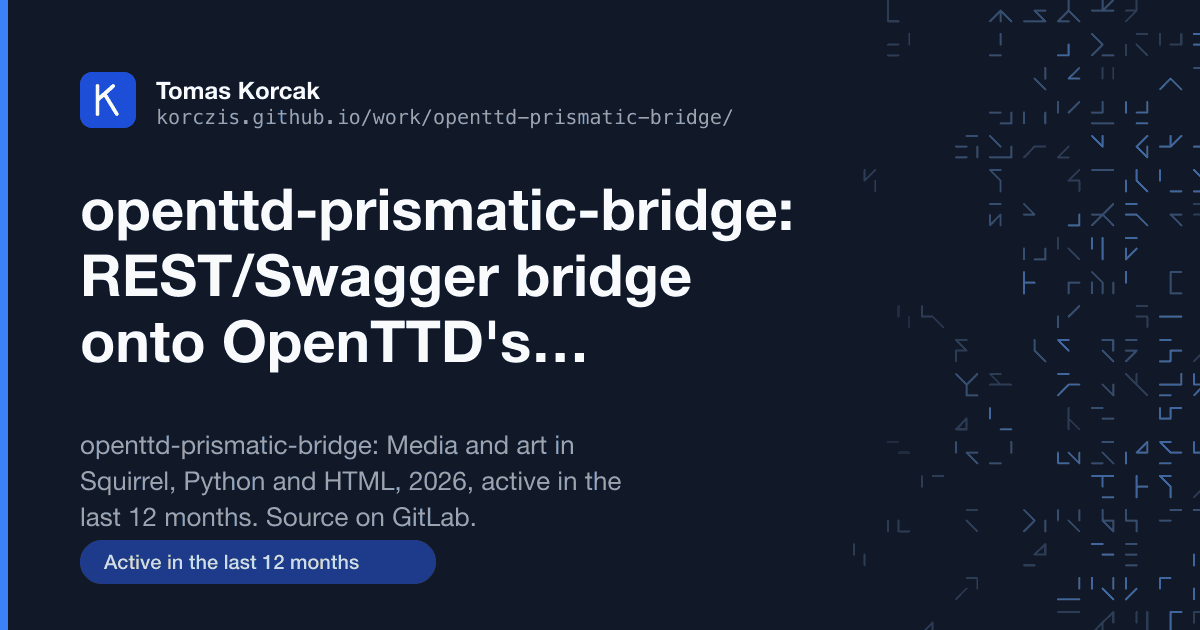 K
Tomas Korcak
korczis.github.io/work/openttd-prismatic-bridge/
openttd-prismatic-bridge:
REST/Swagger bridge
onto OpenTTD's...
openttd-prismatic-bridge: Media and art in
Squirrel, Python and HTML, 2026, active in the
last 12 months. Source on GitLab.
Active in the last 12 months